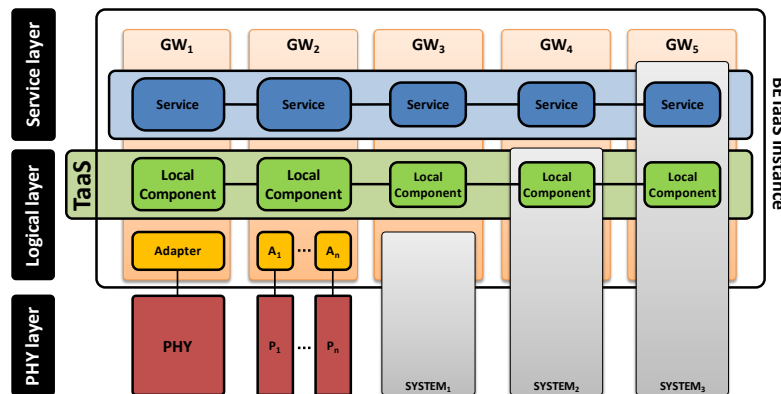 Service layer
GW1
GW2
GW3
GW4
GW5
Service
Service
Service
Service
Service
BETaaS Instance
Logical layer
TaaS
Local
Component
Local
Component
Local
Component
Local
Component
Local
Component
Adapter
A1
...
An
PHY layer
PHY
P1
...
Pn
SYSTEM1
SYSTEM2
SYSTEM3